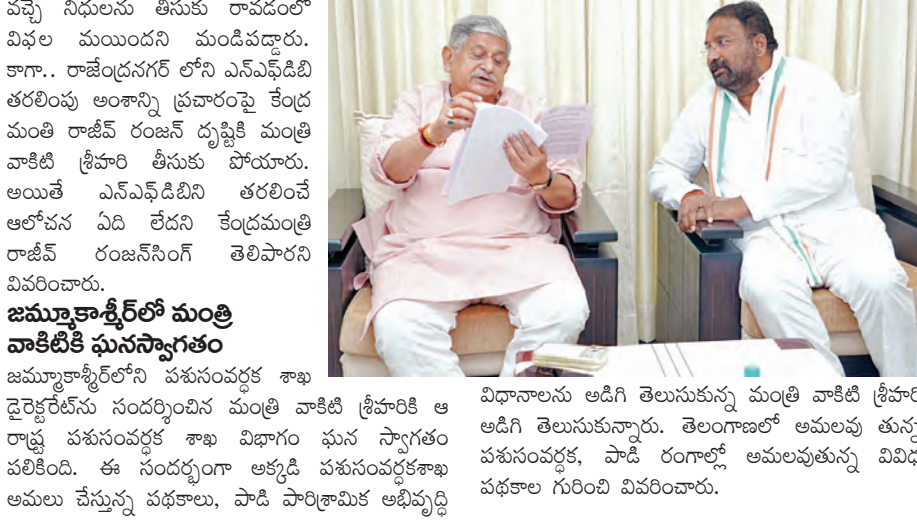 వచ్చే నిధులను తీసుకు రావడంలో
విఫల మయిందని మండిపడ్డారు.
కాగా.. రాజేంద్రనగర్ లోని ఎన్ఎఫ్‌డిబి
తరలింపు అంశాన్ని ప్రచారంపై కేంద్ర
మంతి రాజీవ్ రంజన్ దృష్టికి మంత్రి
వాకిటి శ్రీహరి తీసుకు పోయారు.
అయితే ఎన్ఎఫ్‌డిబిని తరలించే
ఆలోచన ఏది లేదని కేంద్రమంత్రి
రాజీవ్ రంజన్‌సింగ్ తెలిపారని
వివరించారు.
జమ్మూకాశ్మీర్‌లో మంత్రి
వాకిటికి ఘనస్వాగతం
జమ్మూకాశ్మీర్‌లోని పశుసంవర్ధక శాఖ
డైరెక్టరేట్‌ను సందర్శించిన మంత్రి వాకిటి శ్రీహరికి ఆ
రాష్ట్ర పశుసంవర్ధక శాఖ విభాగం ఘన స్వాగతం
పలికింది. ఈ సందర్భంగా అక్కడి పశుసంవర్ధకశాఖ
అమలు చేస్తున్న పథకాలు, పాడి పారిశ్రామిక అభివృద్ధి
విధానాలను అడిగి తెలుసుకున్న మంత్రి వాకిటి శ్రీహరి
అడిగి తెలుసుకున్నారు. తెలంగాణలో అమలవు తున్న
పశుసంవర్ధక, పాడి రంగాల్లో అమలవుతున్న వివిధ
పథకాల గురించి వివరించారు.